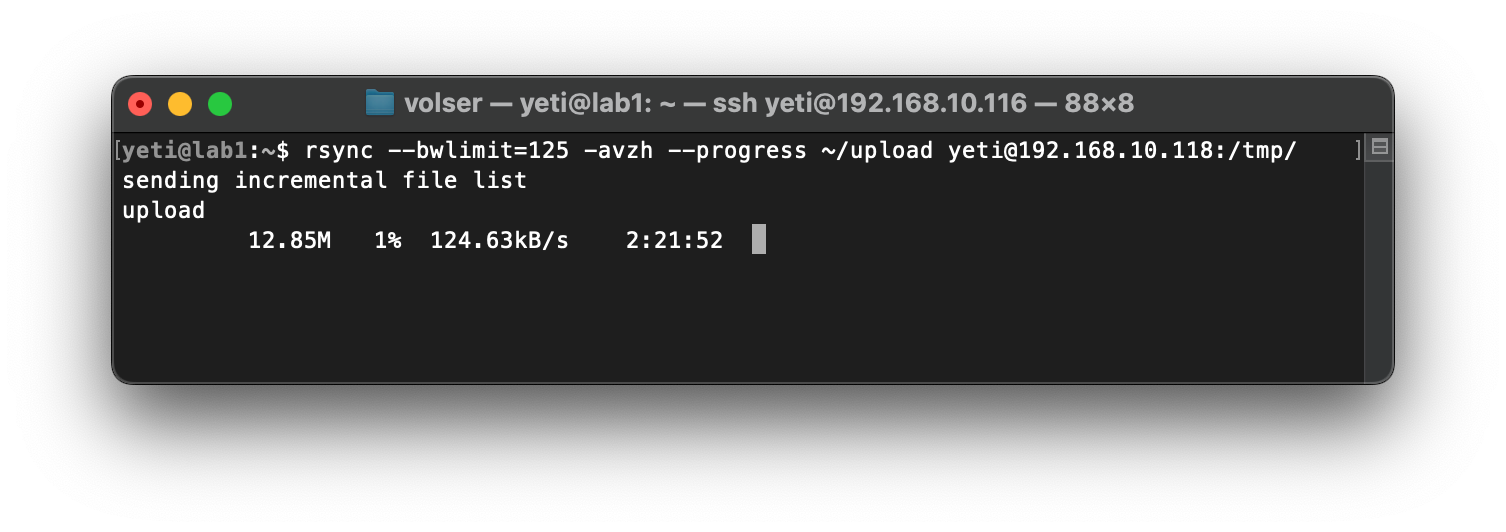 volser — yeti@lab1: ~ — ssh yeti@192.168.10.116 — 88×8
[yeti@lab1:~$ rsync --bwlimit=125 -avzh --progress ~/upload yeti@192.168.10.118:/tmp/ ]
sending incremental file list
upload
12.85M 1% 124.63kB/s 2:21:52